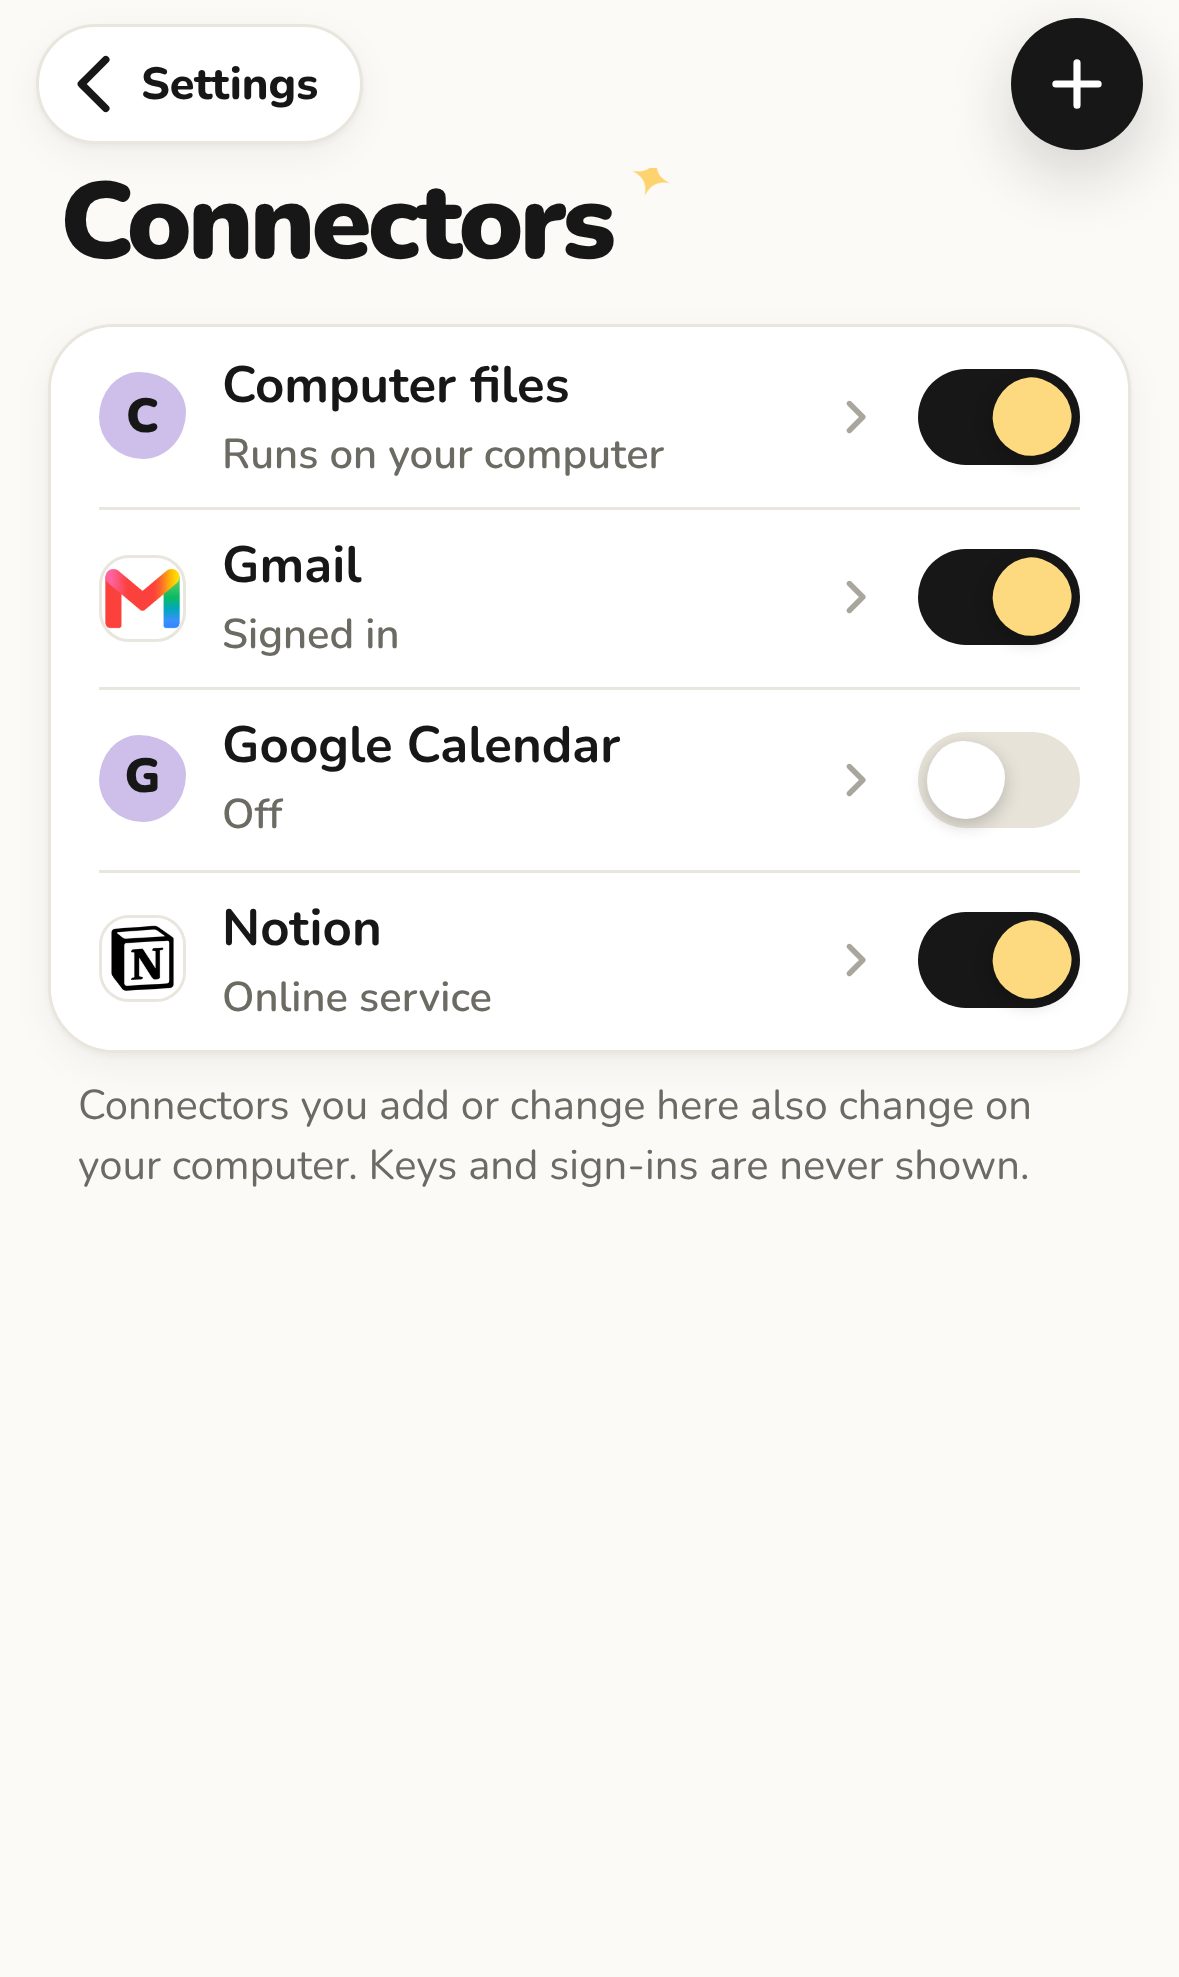 Settings
Connectors
C
Computer files
Runs on your computer
Gmail
Signed in
G
Google Calendar
Off
N
Notion
Online service
Connectors you add or change here also change on
your computer. Keys and sign-ins are never shown.